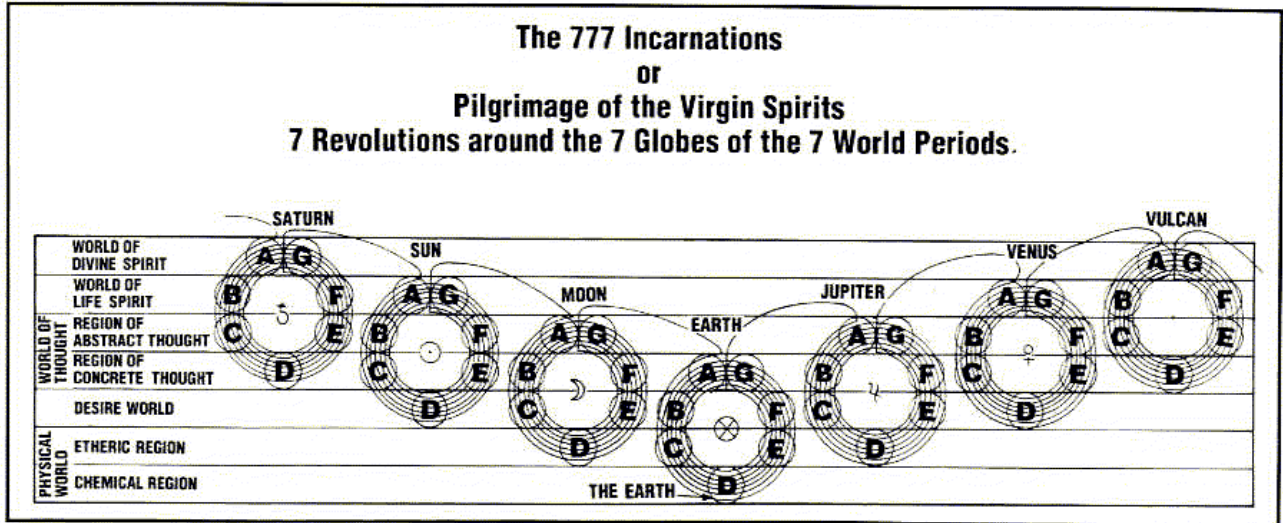 The 777 Incarnations
or
Pilgrimage of the Virgin Spirits
7 Revolutions around the 7 Globes of the 7 World Periods.
SATURN
SUN
MOON
EARTH
JUPITER
VENUS
VULCAN
WORLD OF
DIVINE SPIRIT
WORLD OF
LIFE SPIRIT
WORLD OF
THOUGHT
REGION OF
ABSTRACT THOUGHT
REGION OF
CONCRETE THOUGHT
DESIRE WORLD
PHYSICAL
WORLD
ETHERIC REGION
CHEMICAL REGION
A G
B F
C E
D
A G
B F
C E
D
A G
B F
C E
D
A G
B F
C E
D
A G
B F
C E
D
A G
B F
C E
D
A G
B F
C E
D
THE EARTH